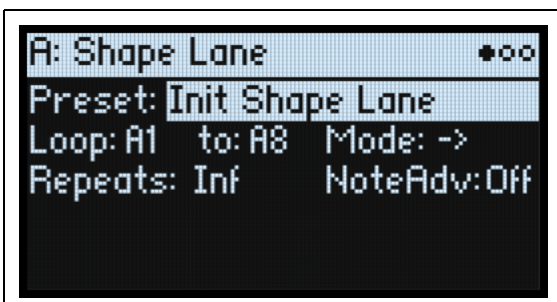 A: Shape Lane
Preset: Init Shape Lane
Loop: A1 to: A8 Mode: ->
Repeats: Inf NoteAdv:Off